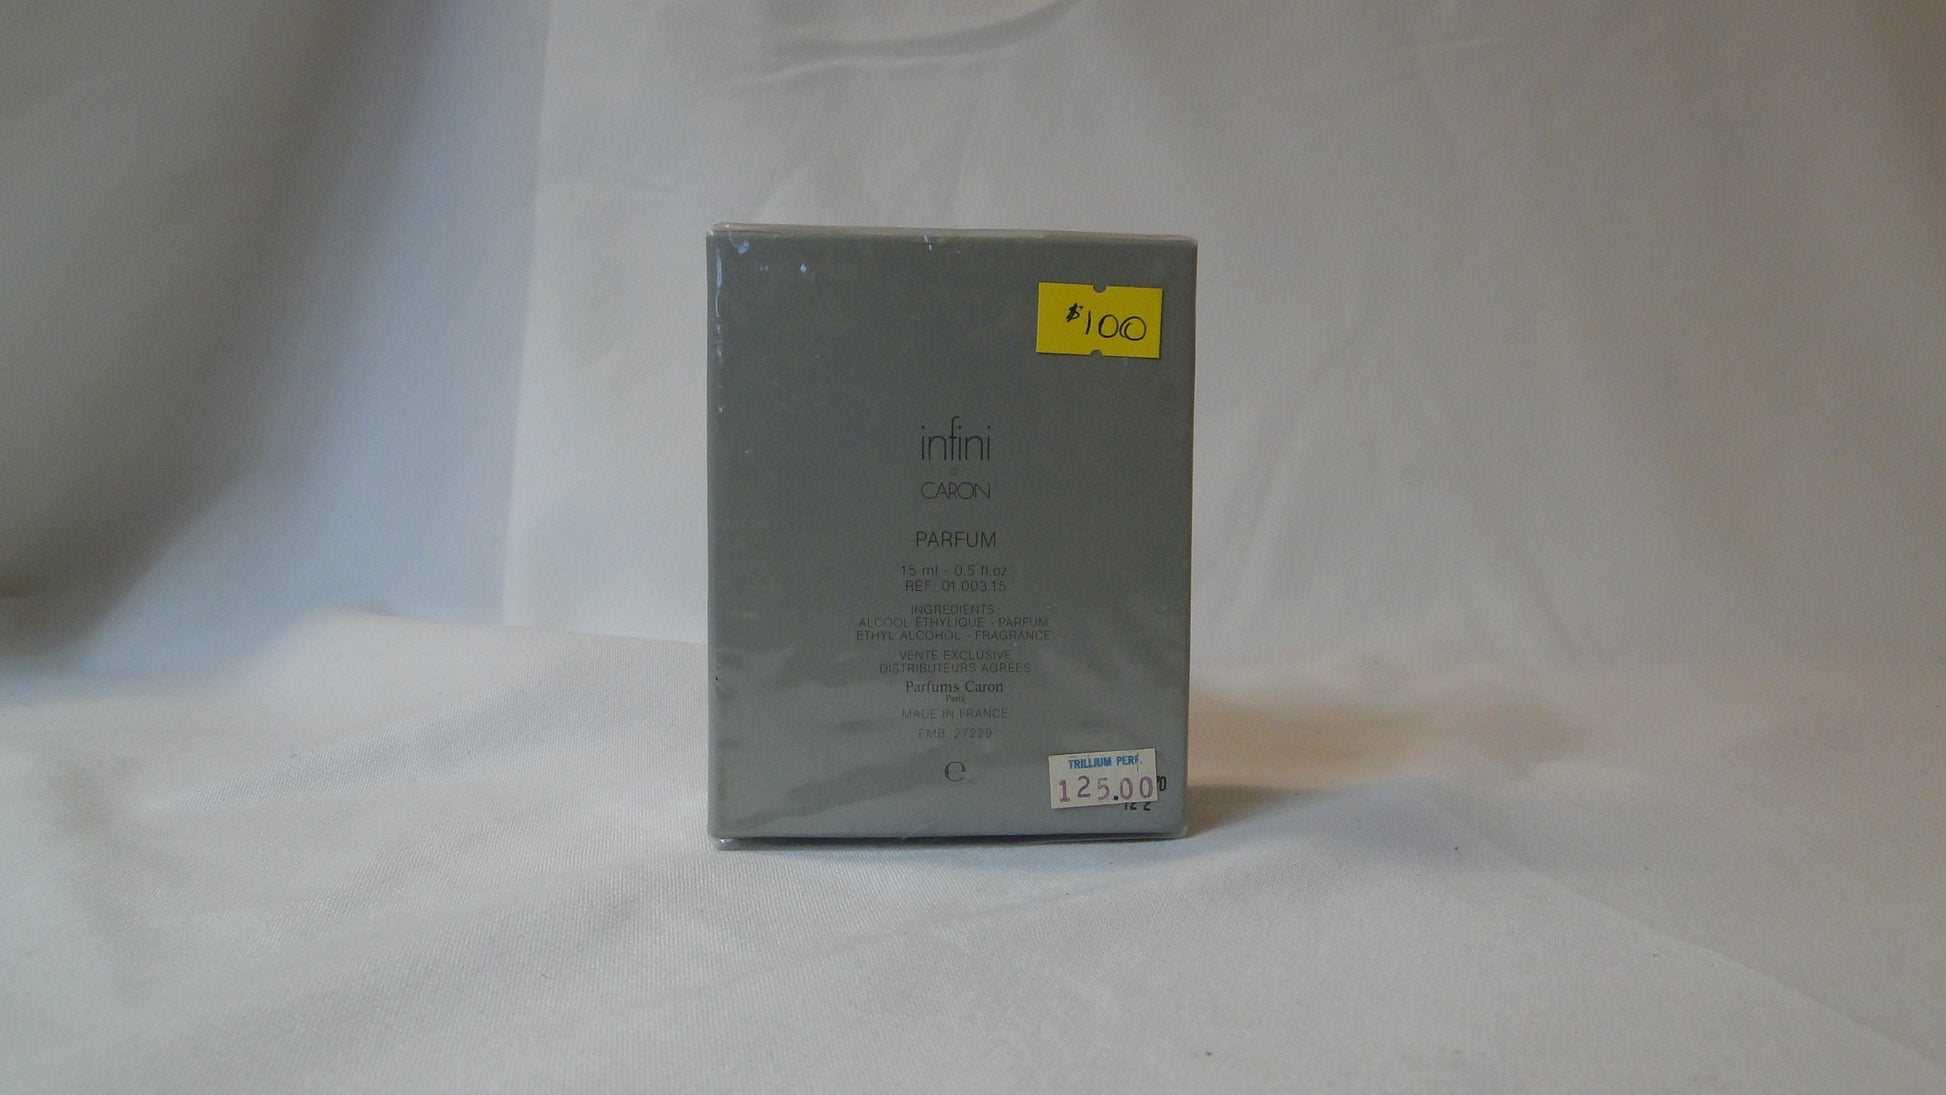 $100
infini
DE
CARON
PARFUM
15 ml - 0.5 fl.oz
RÉF 01.003.15
INGREDIENTS:
ALCOOL ÉTHYLIQUE - PARFUM
ETHYL ALCOHOL - FRAGRANCE
VENTE EXCLUSIVE
DISTRIBUTEURS AGRÉÉS
Parfums Caron
Paris
MADE IN FRANCE
EMB. 27229
e
TRILLIUM PERF.
125.00